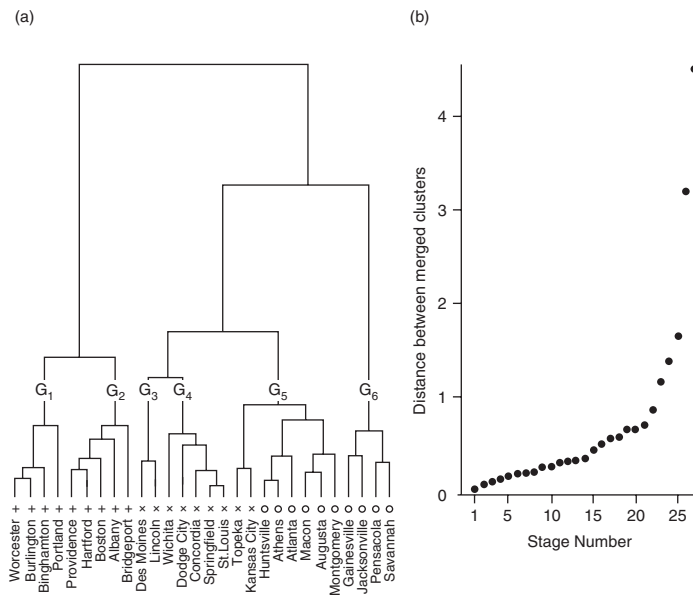 (a)
G1 G2 G3 G4 G5 G6
+ + + + + + + + + × × × × × × × × × o o o o o o o o o o
Worcester
Burlington
Binghamton
Portland
Providence
Hartford
Boston
Albany
Bridgeport
Des Moines
Lincoln
Wichita
Dodge City
Concordia
Springfield
St.Louis
Topeka
Kansas City
Huntsville
Athens
Atlanta
Macon
Augusta
Montgomery
Gainesville
Jacksonville
Pensacola
Savannah
(b)
Distance between merged clusters
4
3
2
1
0
1 5 10 15 20 25
Stage Number